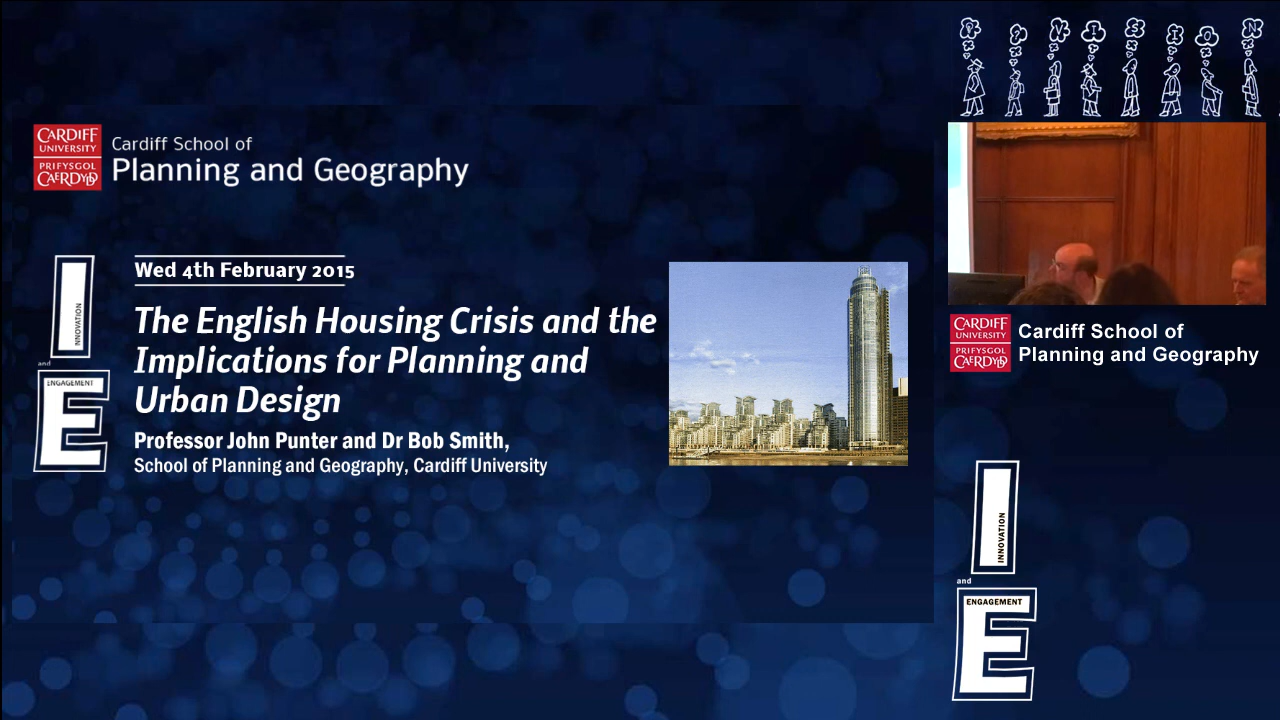 CARDIFF
UNIVERSITY
PRIFYSGOL
CAERDYDD
Cardiff School of
Planning and Geography
INNOVATION
and
ENGAGEMENT
I
E
Wed 4th February 2015
The English Housing Crisis and the
Implications for Planning and
Urban Design
Professor John Punter and Dr Bob Smith,
School of Planning and Geography, Cardiff University
CARDIFF
UNIVERSITY
PRIFYSGOL
CAERDYDD
Cardiff School of
Planning and Geography
I
INNOVATION
and
ENGAGEMENT
E